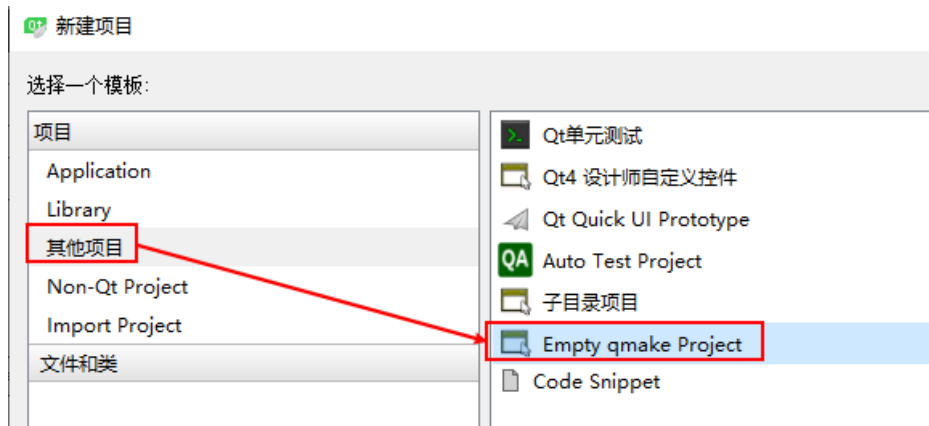 新建项目
选择一个模板:
项目
Application
Library
其他项目
Non-Qt Project
Import Project
文件和类
Qt单元测试
Qt4 设计师自定义控件
Qt Quick UI Prototype
QA Auto Test Project
子目录项目
Empty qmake Project
Code Snippet